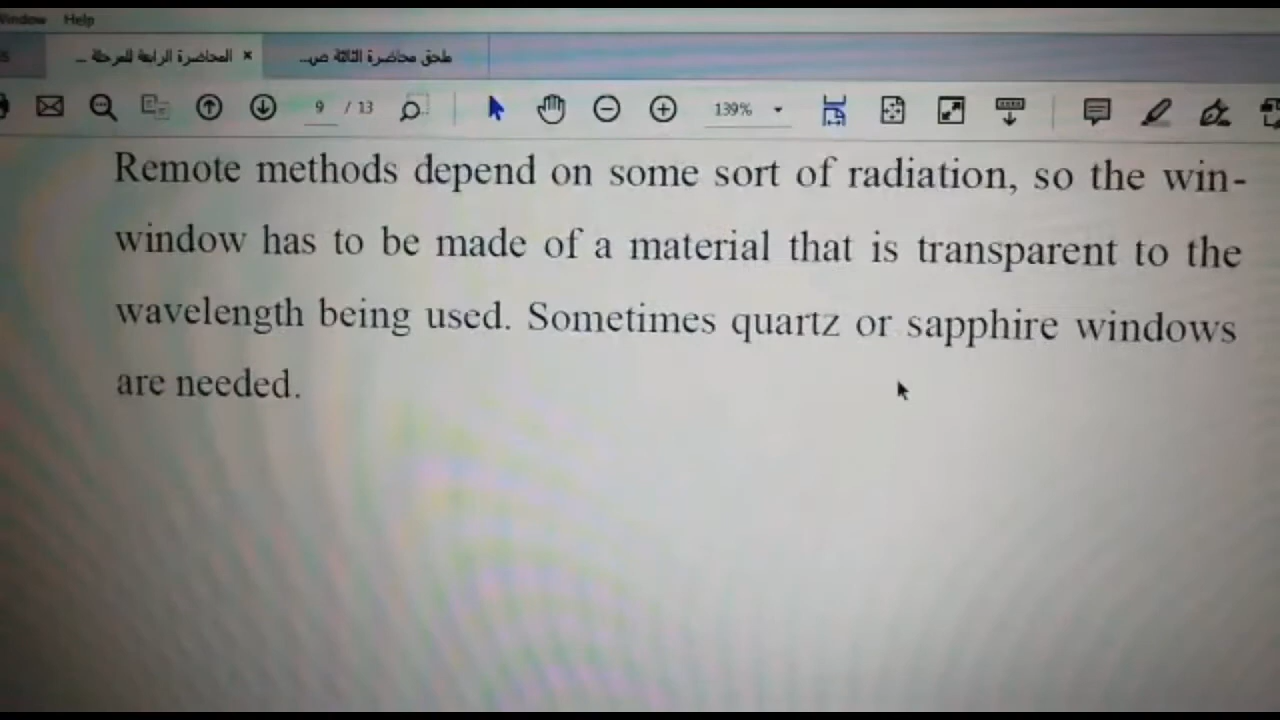 Window Help
المحاضرة الرابعة للمرحلة ...
ملحق محاضرة الثالثة ص...
9 / 13
139%
Remote methods depend on some sort of radiation, so the win-
window has to be made of a material that is transparent to the
wavelength being used. Sometimes quartz or sapphire windows
are needed.